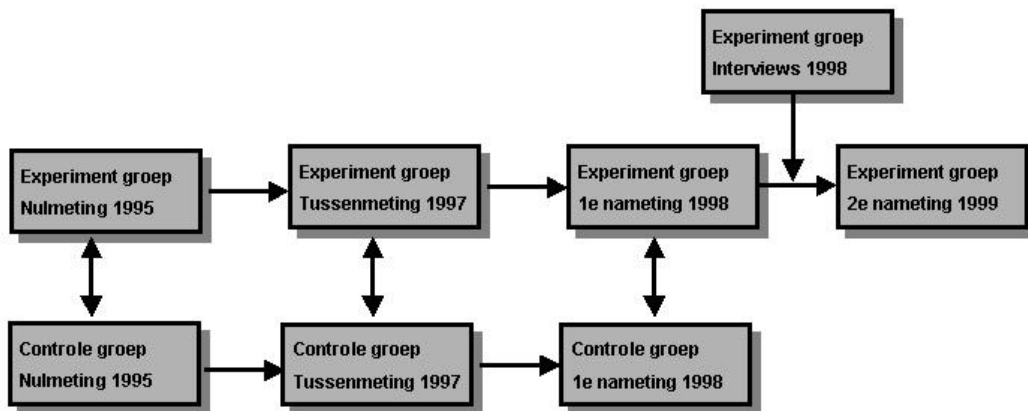 Experiment groep
Interviews 1998
Experiment groep
Nulmeting 1995
Experiment groep
Tussenmeting 1997
Experiment groep
1e nameting 1998
Experiment groep
2e nameting 1999
Controle groep
Nulmeting 1995
Controle groep
Tussenmeting 1997
Controle groep
1e nameting 1998